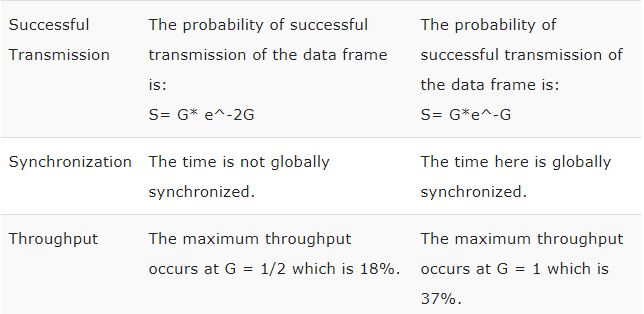 Successful Transmission
The probability of successful
transmission of the data frame
is:
S= G* e^-2G
The probability of
successful transmission of
the data frame is:
S= G*e^-G
Synchronization
The time is not globally
synchronized.
The time here is globally
synchronized.
Throughput
The maximum throughput
occurs at G = 1/2 which is 18%.
The maximum throughput
occurs at G = 1 which is
37%.